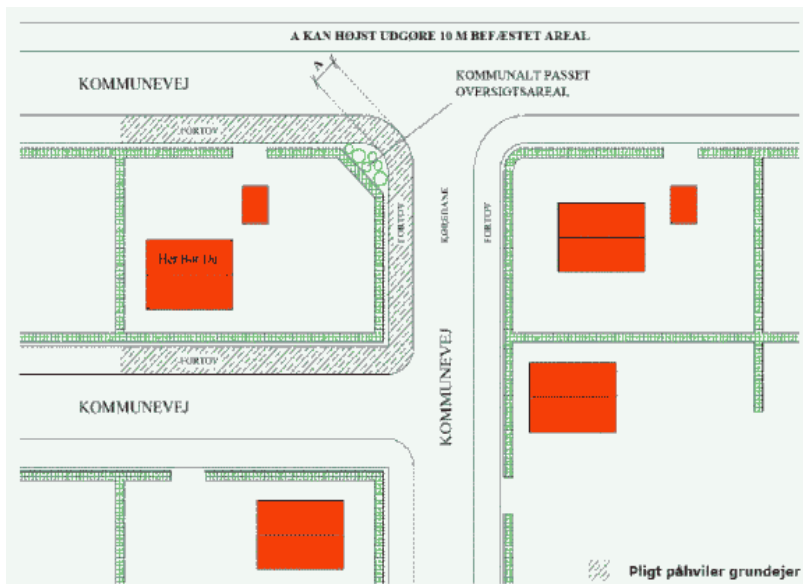 A KAN HØJST UDGØRE 10 M BEFÆSTET AREAL
A
KOMMUNEVEJ
KOMMUNALT PASSET
OVERSIGTSAREAL
FORTOV
FORTOV
KØREBANE
FORTOV
Her Bor Du
KOMMUNEVEJ
FORTOV
KOMMUNEVEJ
Pligt påhviler grundejer